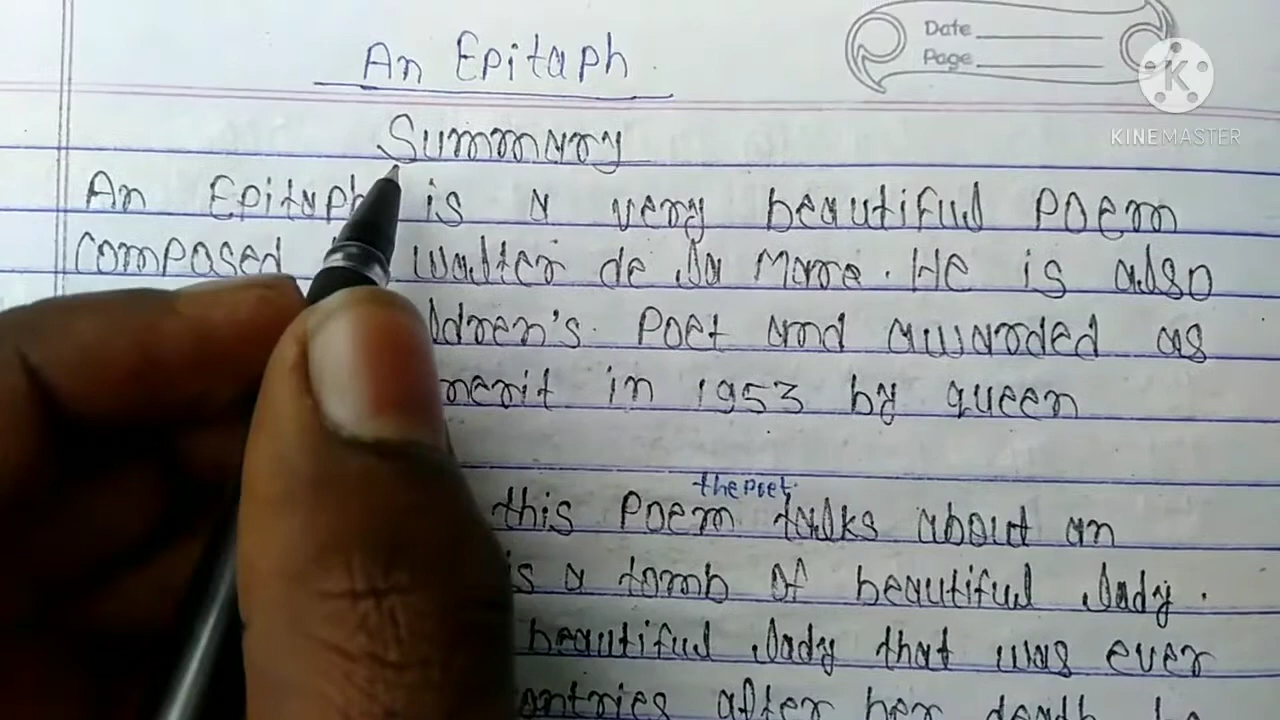 Date
Page
KINEMASTER
An Epitaph
Summary
An Epitaph is a very beautiful Poem
composed Walter de la Mare. He is also
Poet and awarded as
merit in 1953 by queen
the Poet
this Poem talks about an
is a tomb of beautiful lady.
beautiful lady that was ever
after her death